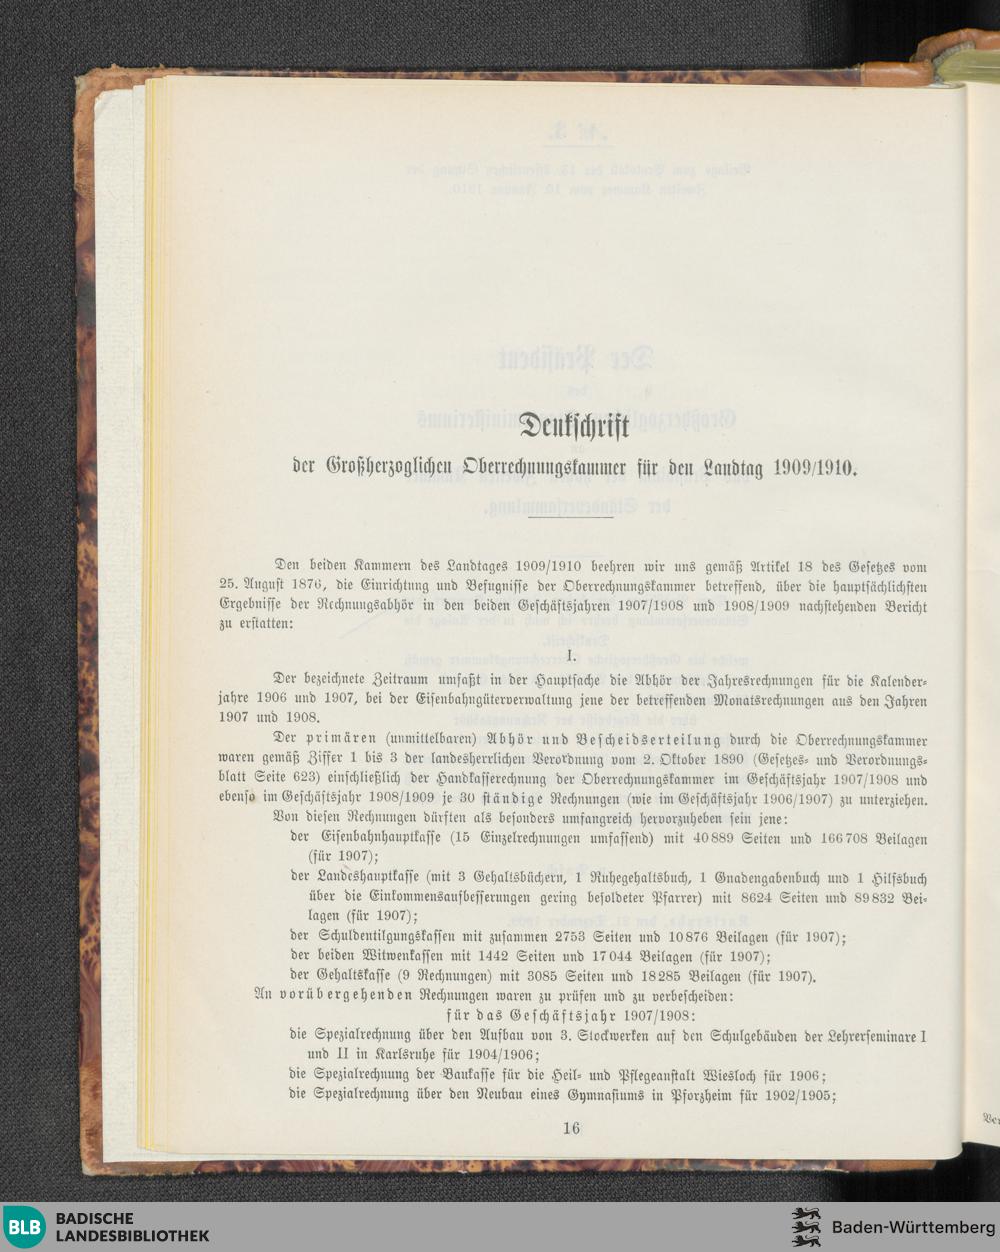 Denkschrift
der Großherzoglichen Oberrechnungskammer für den Landtag 1909/1910.
Den beiden Kammern des Landtages 1909/1910 beehren wir uns gemäß Artikel 18 des Gesetzes vom
25. August 1876, die Einrichtung und Befugnisse der Oberrechnungskammer betreffend, über die hauptsächlichsten
Ergebnisse der Rechnungsabhör in den beiden Geschäftsjahren 1907/1908 und 1908/1909 nachstehenden Bericht
zu erstatten:
I.
Der bezeichnete Zeitraum umfaßt in der Hauptsache die Abhör der Jahresrechnungen für die Kalender-
jahre 1906 und 1907, bei der Eisenbahngüterverwaltung jene der betreffenden Monatsrechnungen aus den Jahren
1907 und 1908.
Der primären (unmittelbaren) Abhör und Bescheidserteilung durch die Oberrechnungskammer
waren gemäß Ziffer 1 bis 3 der landesherrlichen Verordnung vom 2. Oktober 1890 (Gesetzes- und Verordnungs-
blatt Seite 623) einschließlich der Handkasserechnung der Oberrechnungskammer im Geschäftsjahr 1907/1908 und
ebenso im Geschäftsjahr 1908/1909 je 30 ständige Rechnungen (wie im Geschäftsjahr 1906/1907) zu unterziehen.
Von diesen Rechnungen dürften als besonders umfangreich hervorzuheben sein jene:
der Eisenbahnhauptkasse (15 Einzelrechnungen umfassend) mit 40889 Seiten und 166708 Beilagen
(für 1907);
der Landeshauptkasse (mit 3 Gehaltsbüchern, 1 Ruhegehaltsbuch, 1 Gnadengabenbuch und 1 Hilfsbuch
über die Einkommensaufbesserungen gering besoldeter Pfarrer) mit 8624 Seiten und 89832 Bei-
lagen (für 1907);
der Schuldentilgungskassen mit zusammen 2753 Seiten und 10876 Beilagen (für 1907);
der beiden Witwenkassen mit 1442 Seiten und 17044 Beilagen (für 1907);
der Gehaltskasse (9 Rechnungen) mit 3085 Seiten und 18285 Beilagen (für 1907).
An vorübergehenden Rechnungen waren zu prüfen und zu verbescheiden:
für das Geschäftsjahr 1907/1908:
die Spezialrechnung über den Aufbau von 3. Stockwerken auf den Schulgebäuden der Lehrerseminare I
und II in Karlsruhe für 1904/1906;
die Spezialrechnung der Baukasse für die Heil- und Pflegeanstalt Wiesloch für 1906;
die Spezialrechnung über den Neubau eines Gymnasiums in Pforzheim für 1902/1905;
16
BLB BADISCHE
LANDESBIBLIOTHEK
Baden-Württemberg